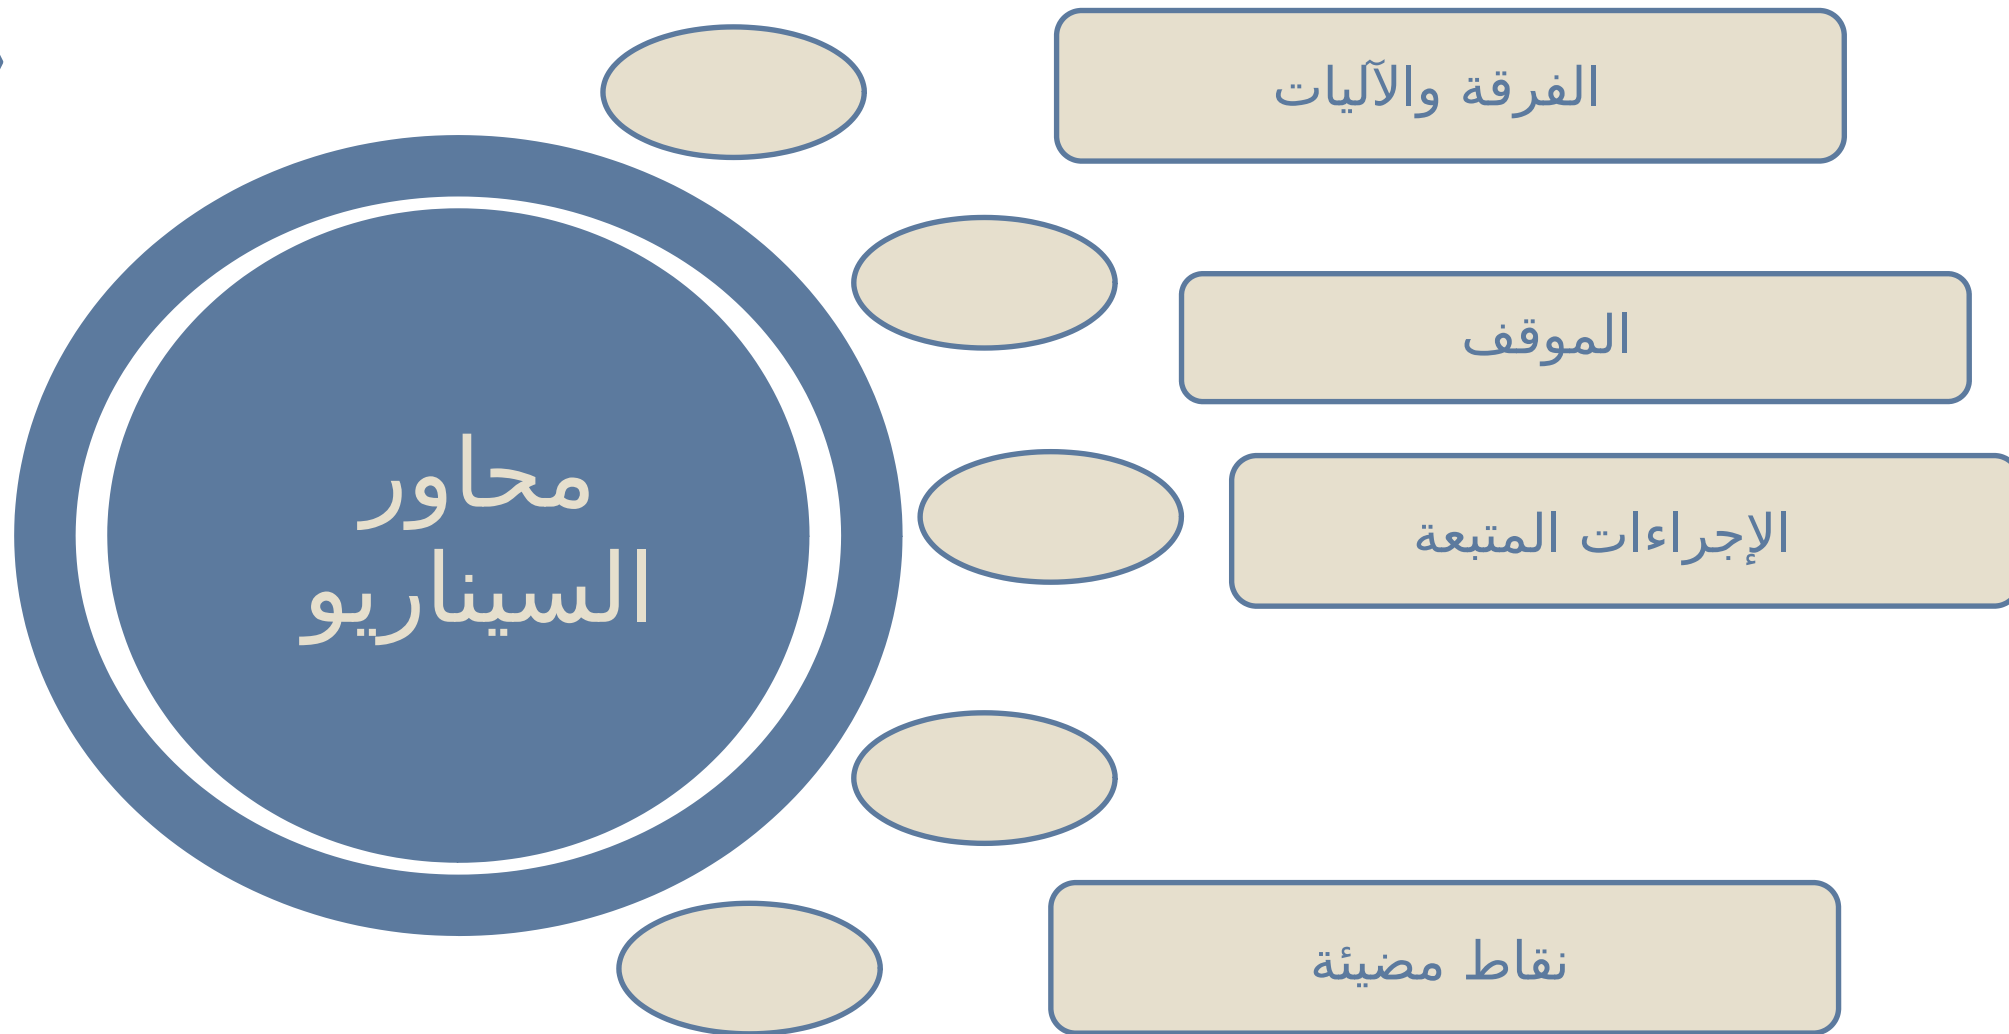 الفرقة والآليات
الموقف
محاور
السيناريو
الإجراءات المتبعة
نقاط مضيئة